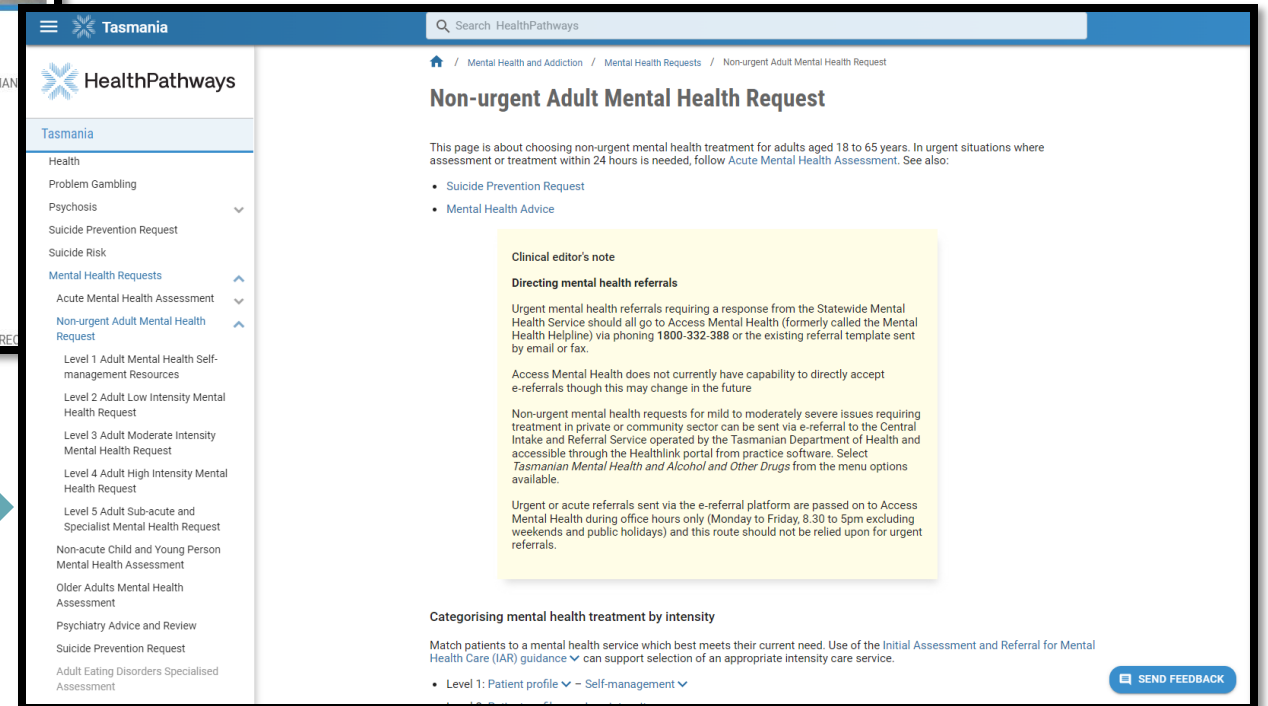 IAN
REC
Tasmania
Search HealthPathways
HealthPathways
Tasmania
Health
Problem Gambling
Psychosis
Suicide Prevention Request
Suicide Risk
Mental Health Requests
Acute Mental Health Assessment
Non-urgent Adult Mental Health
Request
Level 1 Adult Mental Health Self-
management Resources
Level 2 Adult Low Intensity Mental
Health Request
Level 3 Adult Moderate Intensity
Mental Health Request
Level 4 Adult High Intensity Mental
Health Request
Level 5 Adult Sub-acute and
Specialist Mental Health Request
Non-acute Child and Young Person
Mental Health Assessment
Older Adults Mental Health
Assessment
Psychiatry Advice and Review
Suicide Prevention Request
Adult Eating Disorders Specialised
Assessment
/ Mental Health and Addiction / Mental Health Requests / Non-urgent Adult Mental Health Request
Non-urgent Adult Mental Health Request
This page is about choosing non-urgent mental health treatment for adults aged 18 to 65 years. In urgent situations where
assessment or treatment within 24 hours is needed, follow Acute Mental Health Assessment. See also:
• Suicide Prevention Request
• Mental Health Advice
Clinical editor's note
Directing mental health referrals
Urgent mental health referrals requiring a response from the Statewide Mental
Health Service should all go to Access Mental Health (formerly called the Mental
Health Helpline) via phoning 1800-332-388 or the existing referral template sent
by email or fax.
Access Mental Health does not currently have capability to directly accept
e-referrals though this may change in the future
Non-urgent mental health requests for mild to moderately severe issues requiring
treatment in private or community sector can be sent via e-referral to the Central
Intake and Referral Service operated by the Tasmanian Department of Health and
accessible through the Healthlink portal from practice software. Select
Tasmanian Mental Health and Alcohol and Other Drugs from the menu options
available.
Urgent or acute referrals sent via the e-referral platform are passed on to Access
Mental Health during office hours only (Monday to Friday, 8.30 to 5pm excluding
weekends and public holidays) and this route should not be relied upon for urgent
referrals.
Categorising mental health treatment by intensity
Match patients to a mental health service which best meets their current need. Use of the Initial Assessment and Referral for Mental
Health Care (IAR) guidance can support selection of an appropriate intensity care service.
• Level 1: Patient profile – Self-management
SEND FEEDBACK